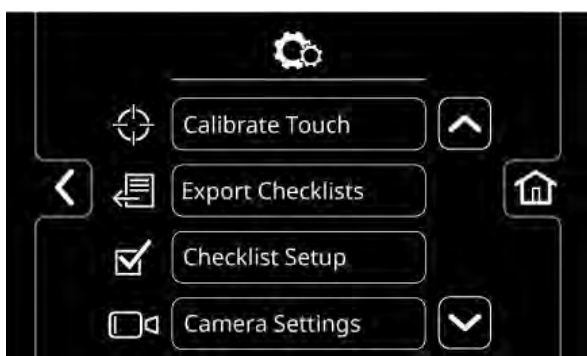 Calibrate Touch
Export Checklists
Checklist Setup
Camera Settings